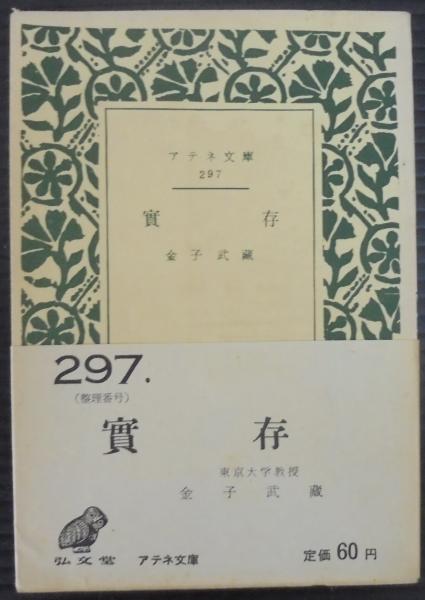 アテネ文庫
297
實存
金子武藏
297.
(整理番号)
實存
東京大学教授
金子武藏
弘文堂 アテネ文庫 定価60円